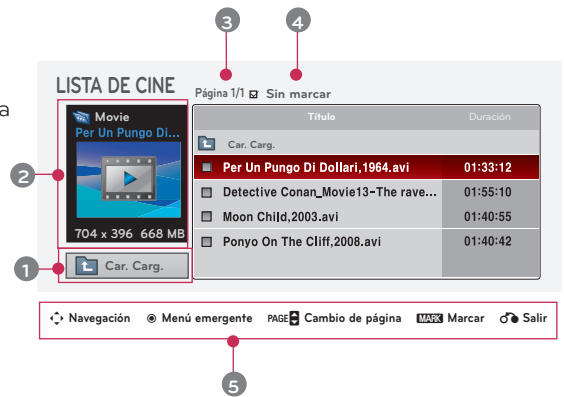 3
4
LISTA DE CINE
Página 1/1 Sin marcar
a
Movie
Per Un Pungo Di...
704 x 396 668 MB
Car. Carg.
Título Duración
Car. Carg.
Per Un Pungo Di Dollari,1964.avi 01:33:12
Detective Conan_Movie13-The rave... 01:55:10
Moon Child,2003.avi 01:40:55
Ponyo On The Cliff,2008.avi 01:40:42
2
1
Navegación Menú emergente PAGE Cambio de página MARK Marcar Salir
5